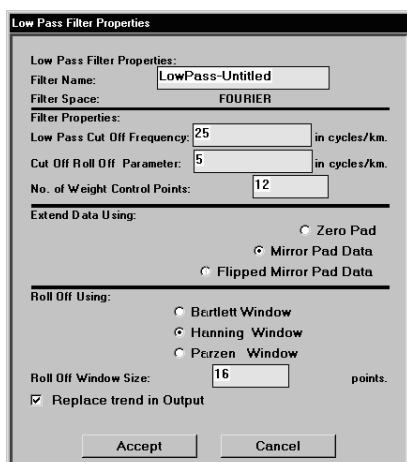 Low Pass Filter Properties
Low Pass Filter Properties:
Filter Name: LowPass-Untitled
Filter Space: FOURIER
Filter Properties:
Low Pass Cut Off Frequency: 25 in cycles/km.
Cut Off Roll Off Parameter: 5 in cycles/km.
No. of Weight Control Points: 12
Extend Data Using:
Zero Pad
Mirror Pad Data
Flipped Mirror Pad Data
Roll Off Using:
Bartlett Window
Hanning Window
Parzen Window
Roll Off Window Size: 16 points.
Replace trend in Output
Accept Cancel